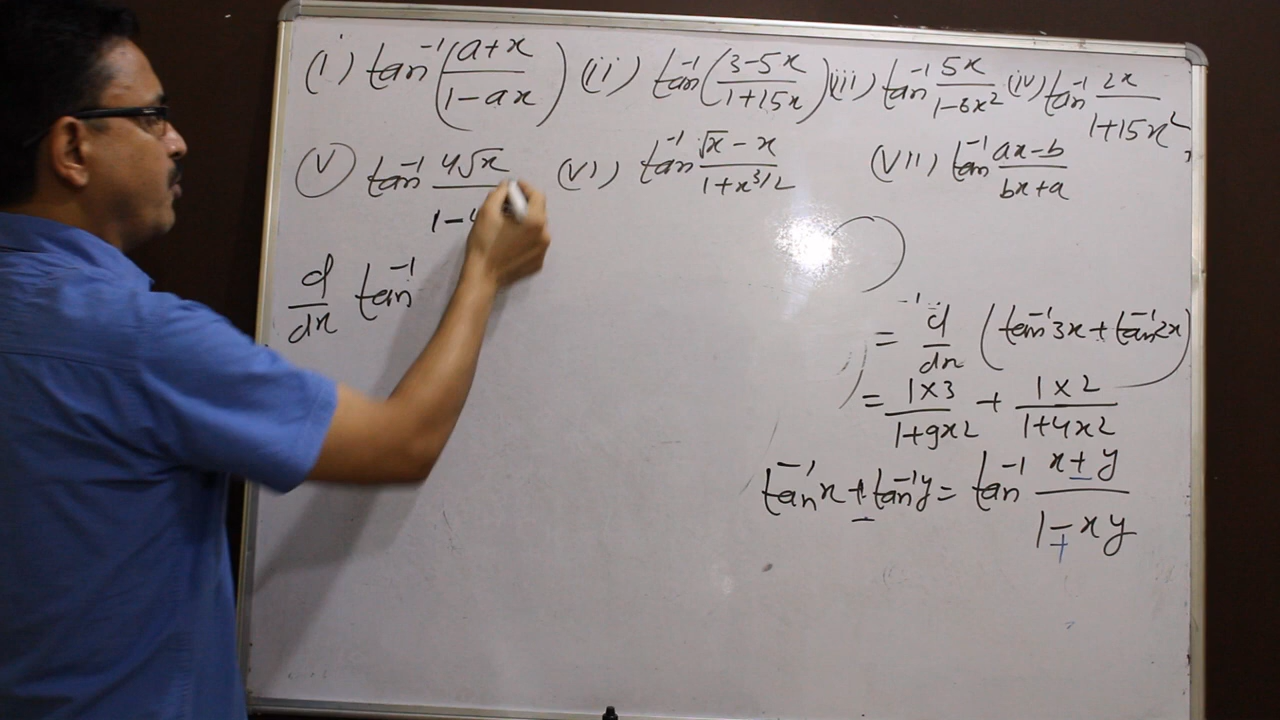 (i) tan⁻¹((a+x)/(1-ax)) (ii) tan⁻¹((3-5x)/(1+15x)) (iii) tan⁻¹ 5x/(1-6x²) (iv) tan⁻¹ 2x/(1+15x²),
(v) tan⁻¹ 4√x/(1-4 (vi) tan⁻¹ (√x-x)/(1+x^3/2) (vii) tan⁻¹ (ax-b)/(bx+a)
d/dx tan⁻¹
= d/dx (tan⁻¹3x+tan⁻¹2x)
= 1×3/(1+9x2) + 1×2/(1+4x2)
tan⁻¹x ± tan⁻¹y = tan⁻¹ (x±y)/(1∓xy)